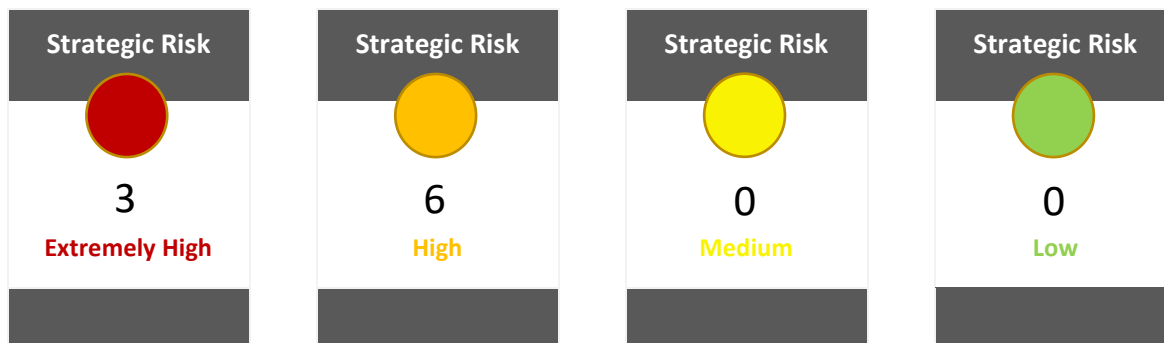 Strategic Risk
3
Extremely High
Strategic Risk
6
High
Strategic Risk
0
Medium
Strategic Risk
0
Low